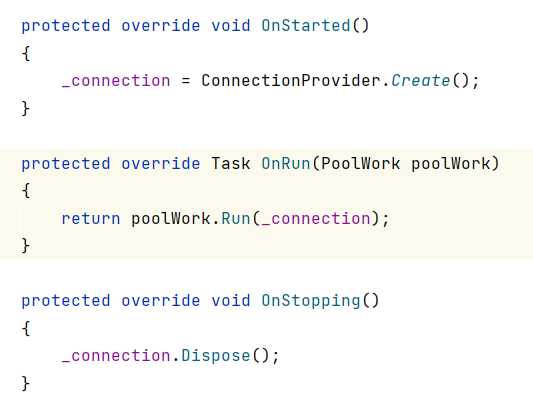 protected override void OnStarted()
{
    _connection = ConnectionProvider.Create();
}

protected override Task OnRun(PoolWork poolWork)
{
    return poolWork.Run(_connection);
}

protected override void OnStopping()
{
    _connection.Dispose();
}